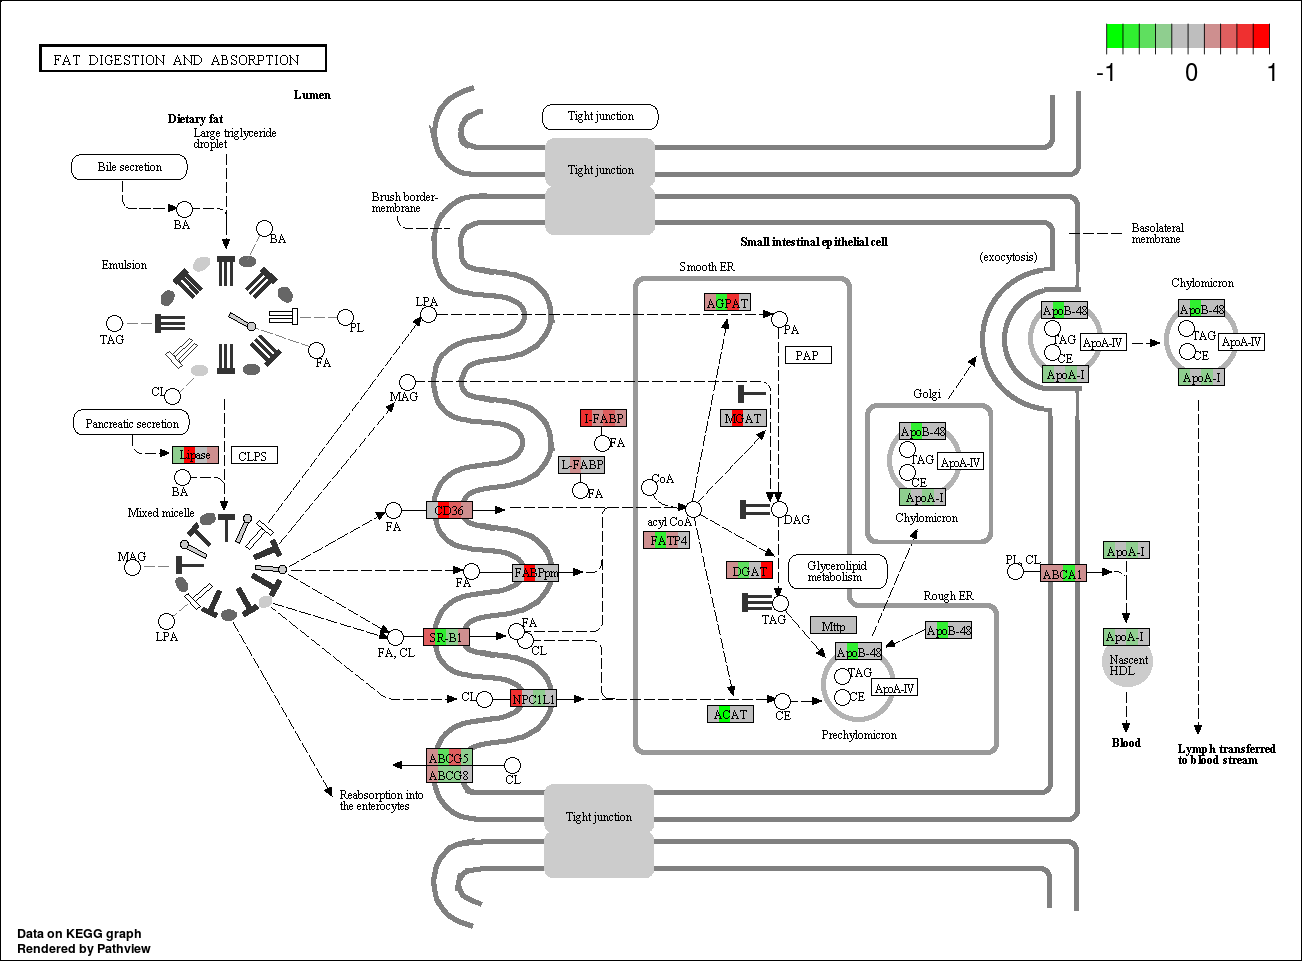 FAT DIGESTION AND ABSORPTION
-1
0
1
Lumen
Dietary fat
Large triglyceride
droplet
Bile secretion
BA
BA
Emulsion
TAG
PL
FA
CL
Pancreatic secretion
Lipase
CLPS
BA
Mixed micelle
MAG
LPA
Tight junction
Tight junction
Brush border-
membrane
LPA
MAG
FA
CD36
FA
FABPpm
FA, CL
SR-B1
FA
CL
CL
NPC1L1
ABCG5
ABCG8
CL
Reabsorption into
the enterocytes
Tight junction
I-FABP
FA
L-FABP
FA
Small intestinal epithelial cell
Smooth ER
AGPAT
PA
PAP
MGAT
CoA
acyl CoA
FATP4
DAG
DGAT
Glycerolipid
metabolism
TAG
ACAT
CE
Rough ER
Mttp
ApoB-48
ApoB-48
TAG
CE
ApoA-IV
Prechylomicron
Golgi
ApoB-48
TAG
CE
ApoA-IV
ApoA-I
Chylomicron
(exocytosis)
Basolateral
membrane
ApoB-48
TAG
CE
ApoA-IV
ApoA-I
Chylomicron
ApoB-48
TAG
CE
ApoA-IV
ApoA-I
PL, CL
ABCA1
ApoA-I
ApoA-I
Nascent
HDL
Blood
Lymph transferred
to blood stream
Data on KEGG graph
Rendered by Pathview